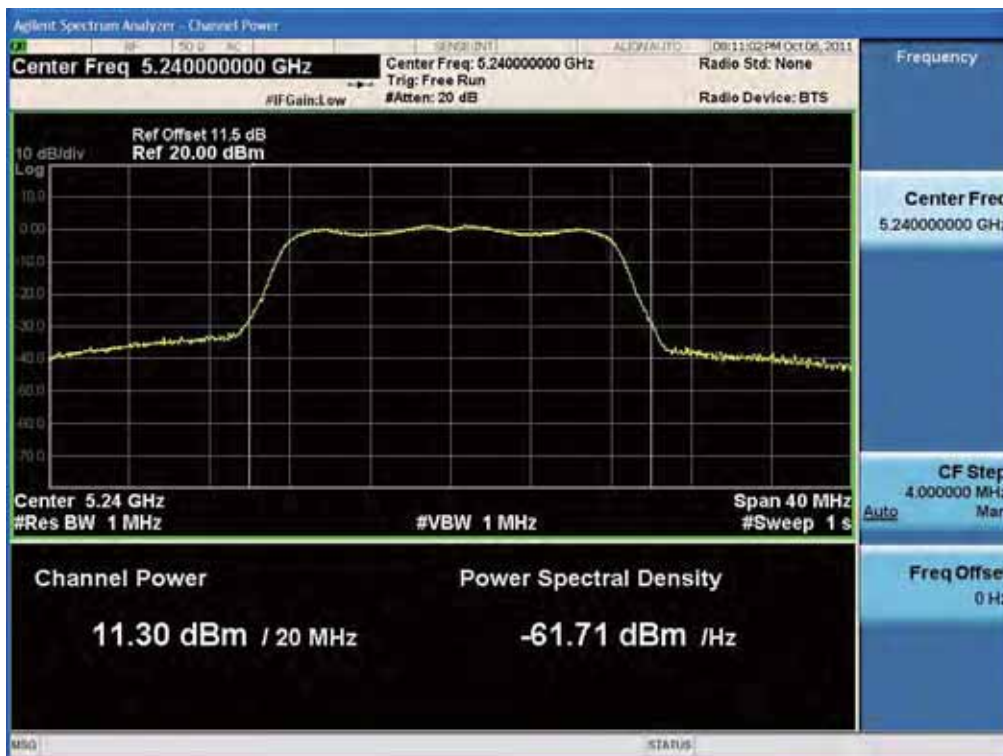 Agilent Spectrum Analyzer - Channel Power
RF 50 Ω AC SENSE:INT ALIGN AUTO 08:11:02PM Oct 06, 2011
Center Freq 5.240000000 GHz
Center Freq: 5.240000000 GHz
Radio Std: None
Trig: Free Run
#IFGain:Low
#Atten: 20 dB
Radio Device: BTS
Ref Offset 11.5 dB
10 dB/div
Ref 20.00 dBm
Log
10.0
0.00
-10.0
-20.0
-30.0
-40.0
-50.0
-60.0
-70.0
Center 5.24 GHz
Span 40 MHz
#Res BW 1 MHz
#VBW 1 MHz
#Sweep 1 s
Channel Power
Power Spectral Density
11.30 dBm / 20 MHz
-61.71 dBm /Hz
MSG
STATUS
Frequency
Center Freq
5.240000000 GHz
CF Step
4.000000 MHz
Auto Man
Freq Offset
0 Hz